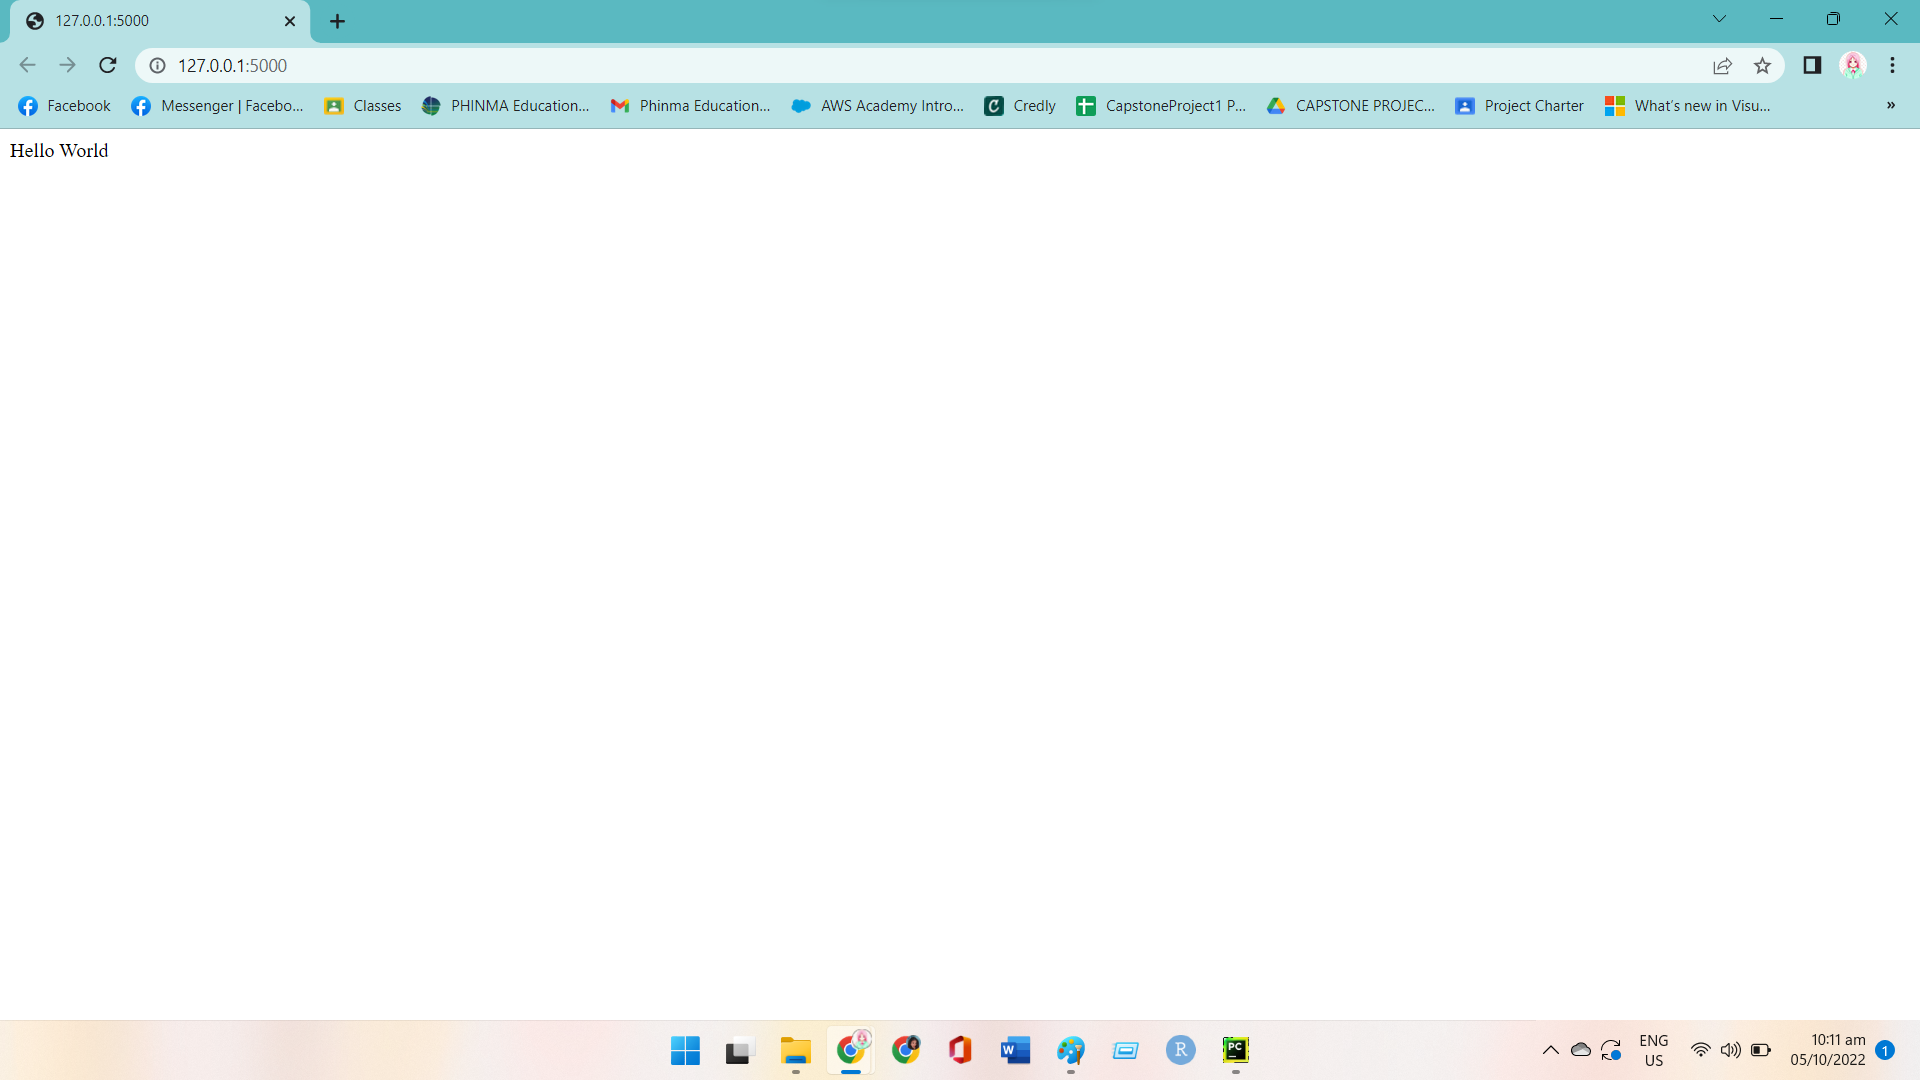 127.0.0.1:5000
127.0.0.1:5000
Facebook Messenger | Facebo... Classes PHINMA Education... Phinma Education... AWS Academy Intro... Credly CapstoneProject1 P... CAPSTONE PROJEC... Project Charter What's new in Visu... »
Hello World
W R PC
ENG
US
10:11 am
05/10/2022
1